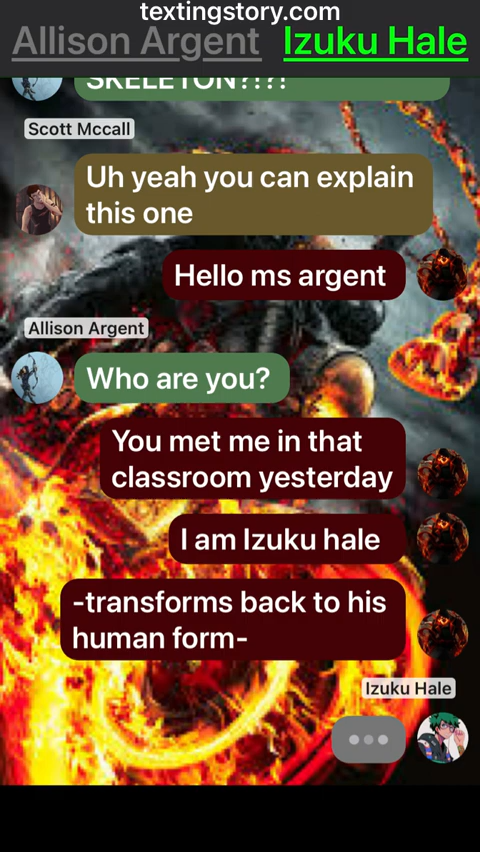 textingstory.com
Allison Argent Izuku Hale
SKELETON?!?!
Scott Mccall
Uh yeah you can explain
this one
Hello ms argent
Allison Argent
Who are you?
You met me in that
classroom yesterday
I am Izuku hale
-transforms back to his
human form-
Izuku Hale